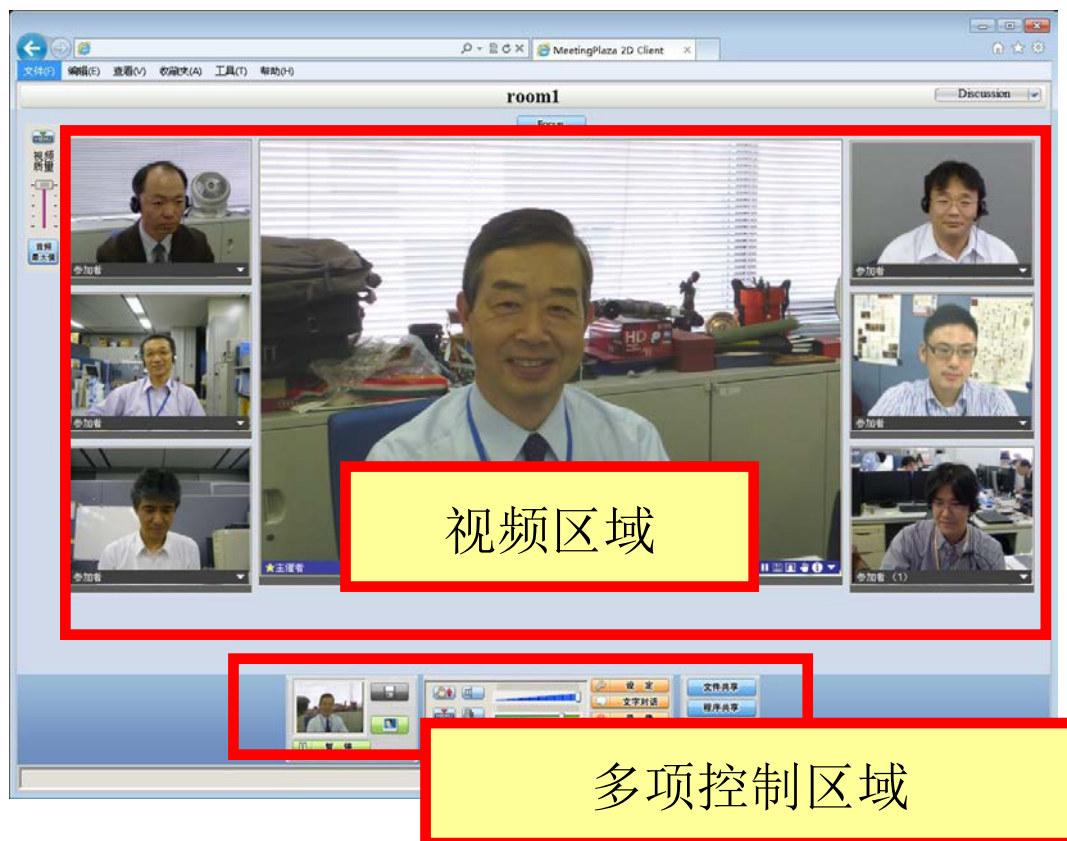 MeetingPlaza 2D Client
文件(F) 编辑(E) 查看(V) 收藏夹(A) 工具(T) 帮助(H)
room1
Discussion
Focus
视频
质量
音频
最大值
参加者
参加者
参加者
参加者
参加者
参加者 (1)
HD
★主催者
视频区域
设 定
文字对话
文件共享
程序共享
暂 停
多项控制区域